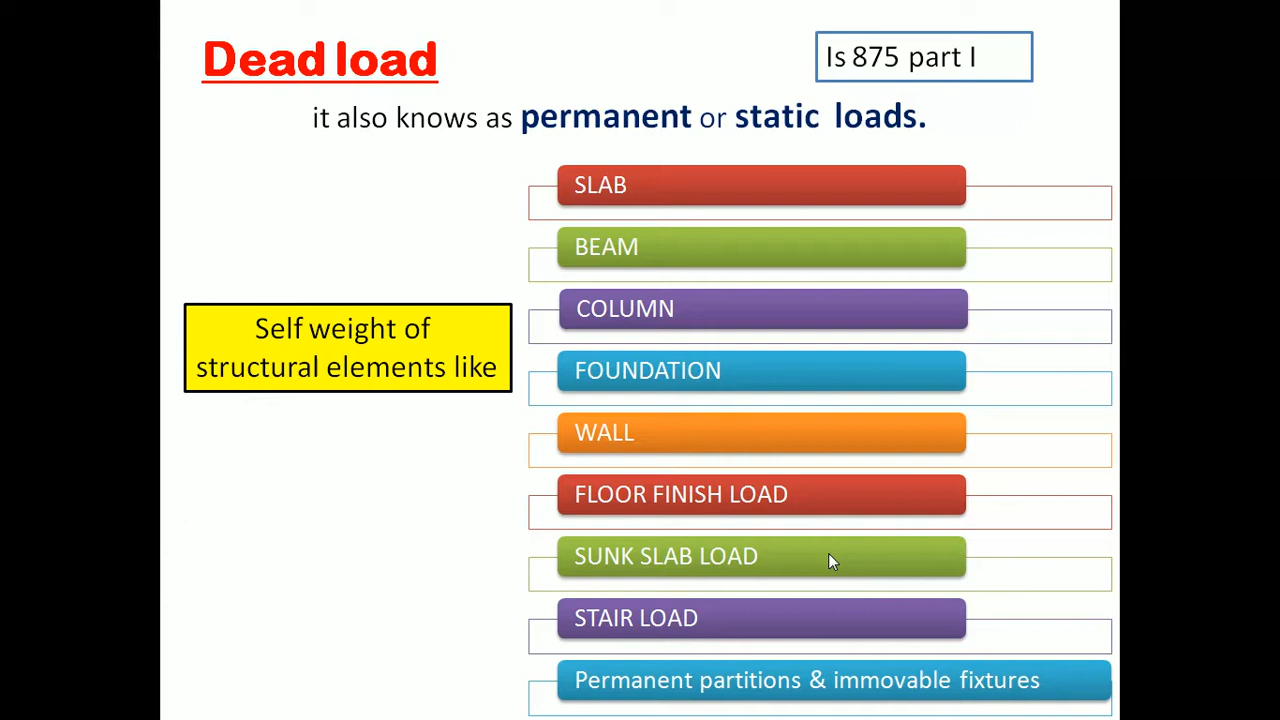 Dead load
Is 875 part I
it also knows as permanent or static loads.
Self weight of
structural elements like
SLAB
BEAM
COLUMN
FOUNDATION
WALL
FLOOR FINISH LOAD
SUNK SLAB LOAD
STAIR LOAD
Permanent partitions & immovable fixtures